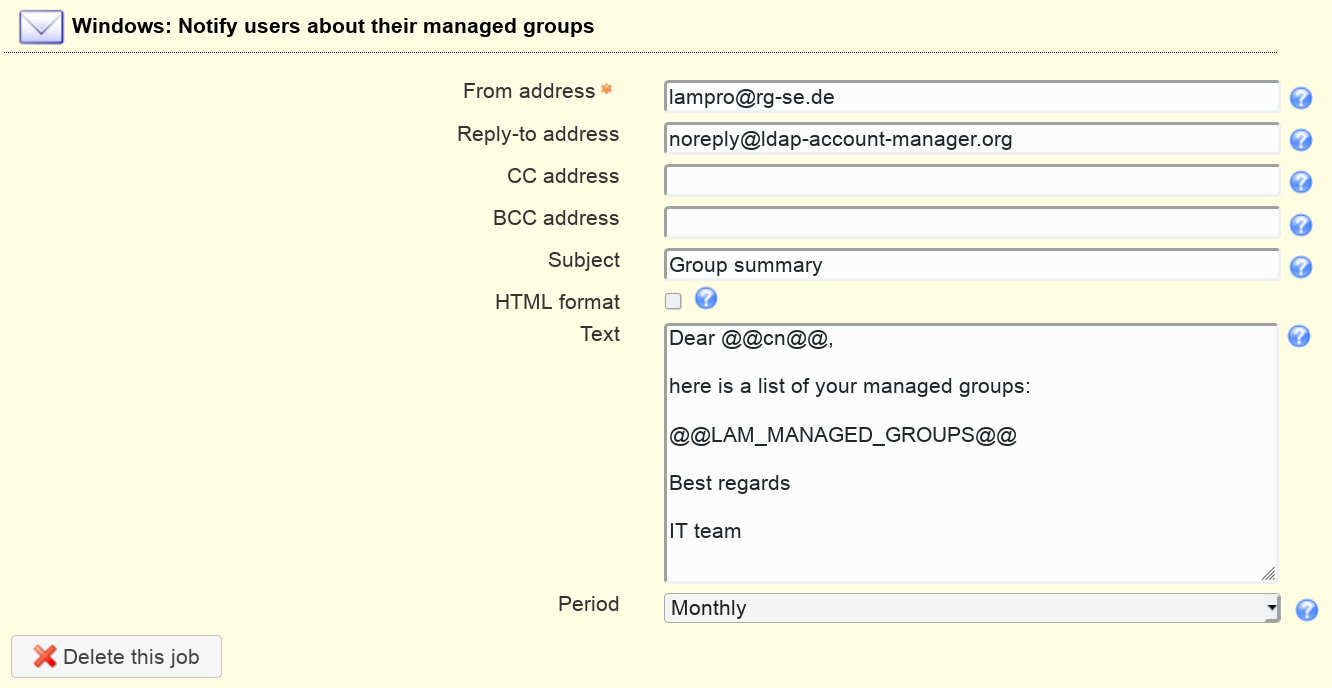 Windows: Notify users about their managed groups
From address *
lampro@rg-se.de
Reply-to address
noreply@ldap-account-manager.org
CC address
BCC address
Subject
Group summary
HTML format
Text
Dear @@cn@@,
here is a list of your managed groups:
@@LAM_MANAGED_GROUPS@@
Best regards
IT team
Period
Monthly
Delete this job